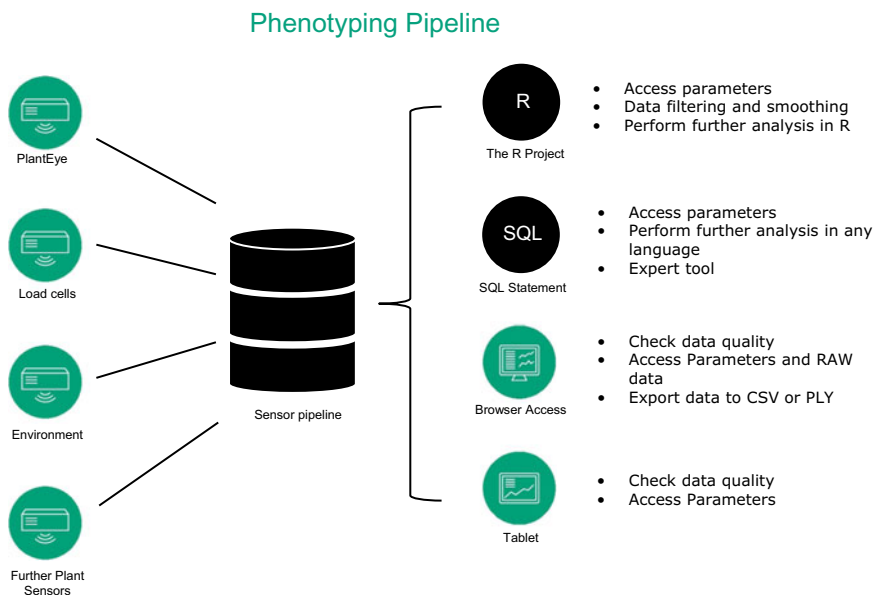 Phenotyping Pipeline
PlantEye
Load cells
Environment
Further Plant
Sensors
Sensor pipeline
R
The R Project
• Access parameters
• Data filtering and smoothing
• Perform further analysis in R
SQL
SQL Statement
• Access parameters
• Perform further analysis in any
language
• Expert tool
Browser Access
• Check data quality
• Access Parameters and RAW
data
• Export data to CSV or PLY
Tablet
• Check data quality
• Access Parameters